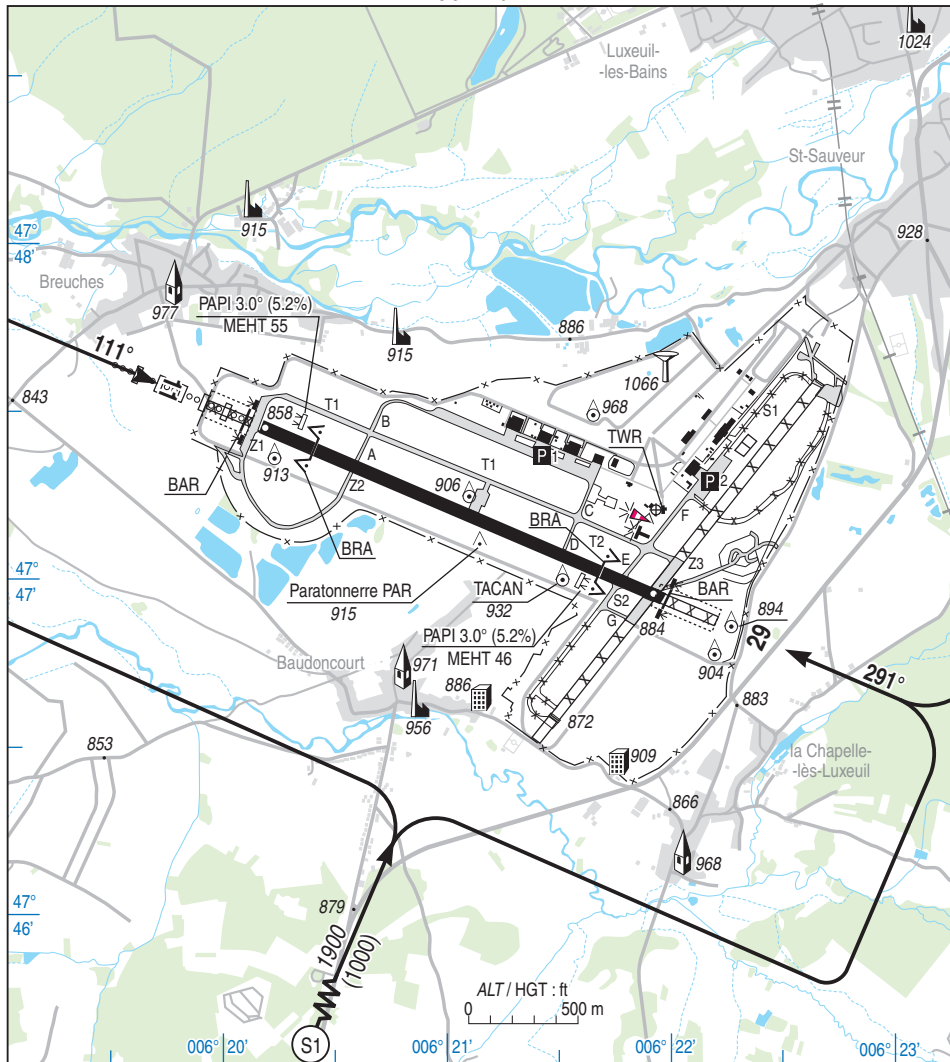 1024
Luxeuil-
-les-Bains
St-Sauveur
915
928
47°
48'
Breuches
977
PAPI 3.0° (5.2%)
MEHT 55
915
886
111°
1066
843
858
T1
968
S1
B
TWR
Z1
A
T1
P 1
P 2
913
Z2
906
BAR
C
F
BRA
BRA
D
T2
E
Z3
47°
47'
Paratonnerre PAR
915
TACAN
932
BAR
S2
G
884
894
PAPI 3.0° (5.2%)
MEHT 46
29
904
Baudoncourt
971
886
291°
956
883
872
853
909
la Chapelle-
-lès-Luxeuil
866
968
47°
46'
879
1900
(1000)
ALT / HGT : ft
0
500 m
S1
006° 20'
006° 21'
006° 22'
006° 23'